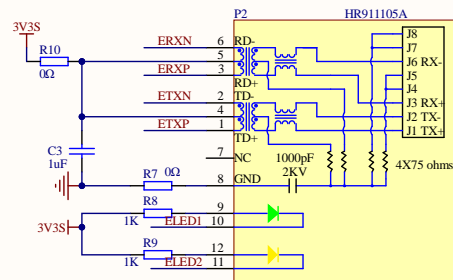 P2 HR911105A
3V3S
R10
0Ω
ERXN 6 RD-
5
ERXP 3 RD+
ETXN 2 TD-
4
ETXP 1 TD+
7 NC
C3
1uF
R7 0Ω 8 GND
1000pF
2KV
4X75 ohms
J8
J7
J6 RX-
J5
J4
J3 RX+
J2 TX-
J1 TX+
3V3S
R8 9
1K ELED1 10
R9 12
1K ELED2 11